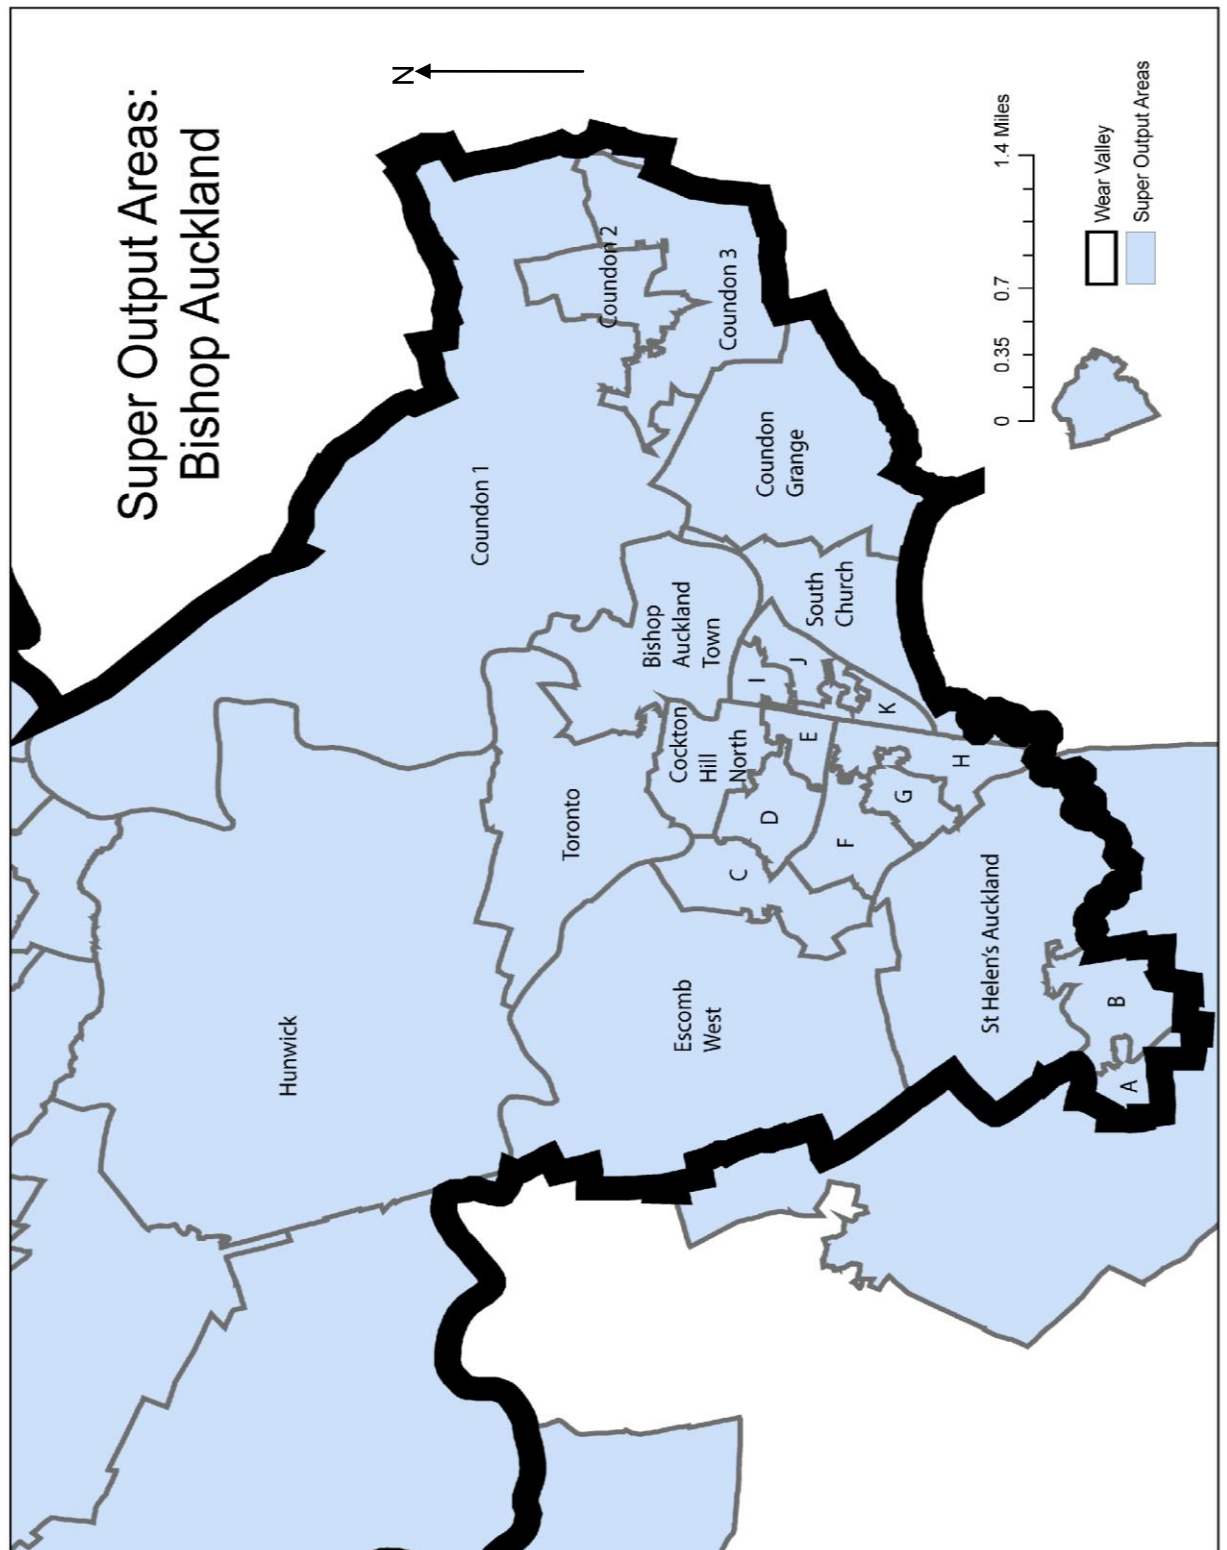 Super Output Areas:
Bishop Auckland
N
Hunwick
Coundon 1
Toronto
Coundon 2
Coundon 3
Bishop
Auckland
Town
Cockton
Hill
North
Escomb
West
Coundon
Grange
South
Church
C
D
E
F
G
H
I
J
K
St Helen's Auckland
A
B
0
0.35
0.7
1.4 Miles
Wear Valley
Super Output Areas